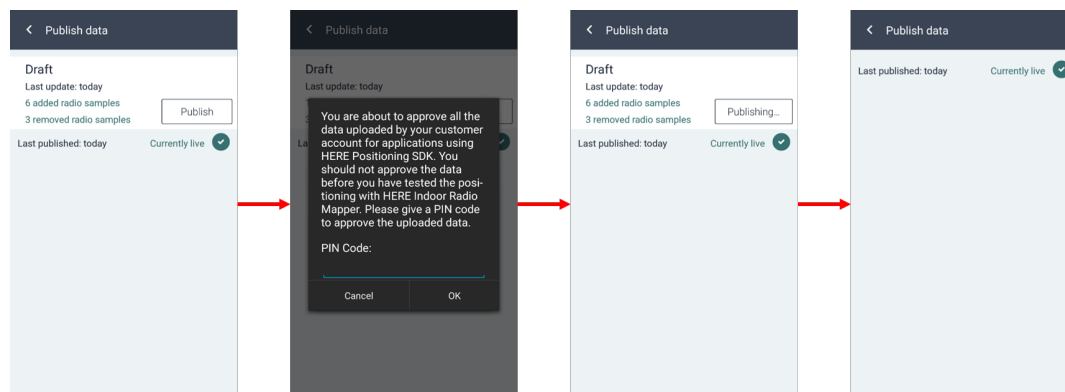 Publish data
Draft
Last update: today
6 added radio samples
3 removed radio samples
Publish
Last published: today
Currently live
Publish data
Draft
Last update: today
You are about to approve all the
data uploaded by your customer
account for applications using
HERE Positioning SDK. You
should not approve the data
before you have tested the posi-
tioning with HERE Indoor Radio
Mapper. Please give a PIN code
to approve the uploaded data.
PIN Code:
Cancel
OK
Publish data
Draft
Last update: today
6 added radio samples
3 removed radio samples
Publishing...
Last published: today
Currently live
Publish data
Last published: today
Currently live